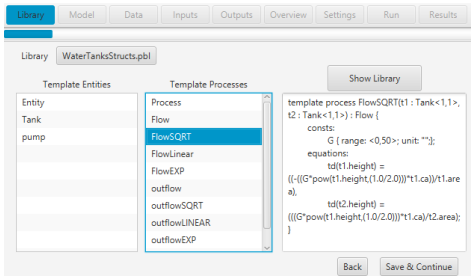 Library Model Data Inputs Outputs Overview Settings Run Results
Library WaterTanksStructs.pbl
Template Entities
Entity
Tank
pump
Template Processes
Process
Flow
FlowSQRT
FlowLinear
FlowEXP
outflow
outflowSQRT
outflowLINEAR
outflowEXP
Show Library
template process FlowSQRT(t1 : Tank<1,1>,
t2 : Tank<1,1>) : Flow {
consts:
G { range: <0,50>; unit: "";};
equations:
td(t1.height) =
((-((G*pow(t1.height,(1.0/2.0)))*t1.ca))/t1.are
a),
td(t2.height) =
(((G*pow(t1.height,(1.0/2.0)))*t1.ca)/t2.area);
}
Back Save & Continue